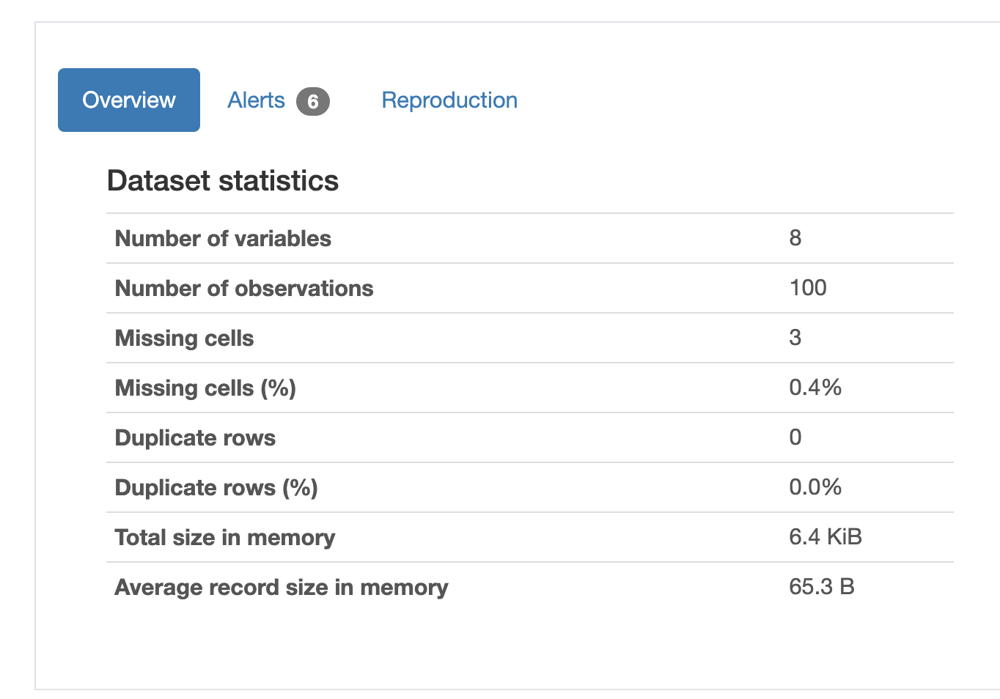 Overview Alerts 6 Reproduction
Dataset statistics
Number of variables 8
Number of observations 100
Missing cells 3
Missing cells (%) 0.4%
Duplicate rows 0
Duplicate rows (%) 0.0%
Total size in memory 6.4 KiB
Average record size in memory 65.3 B